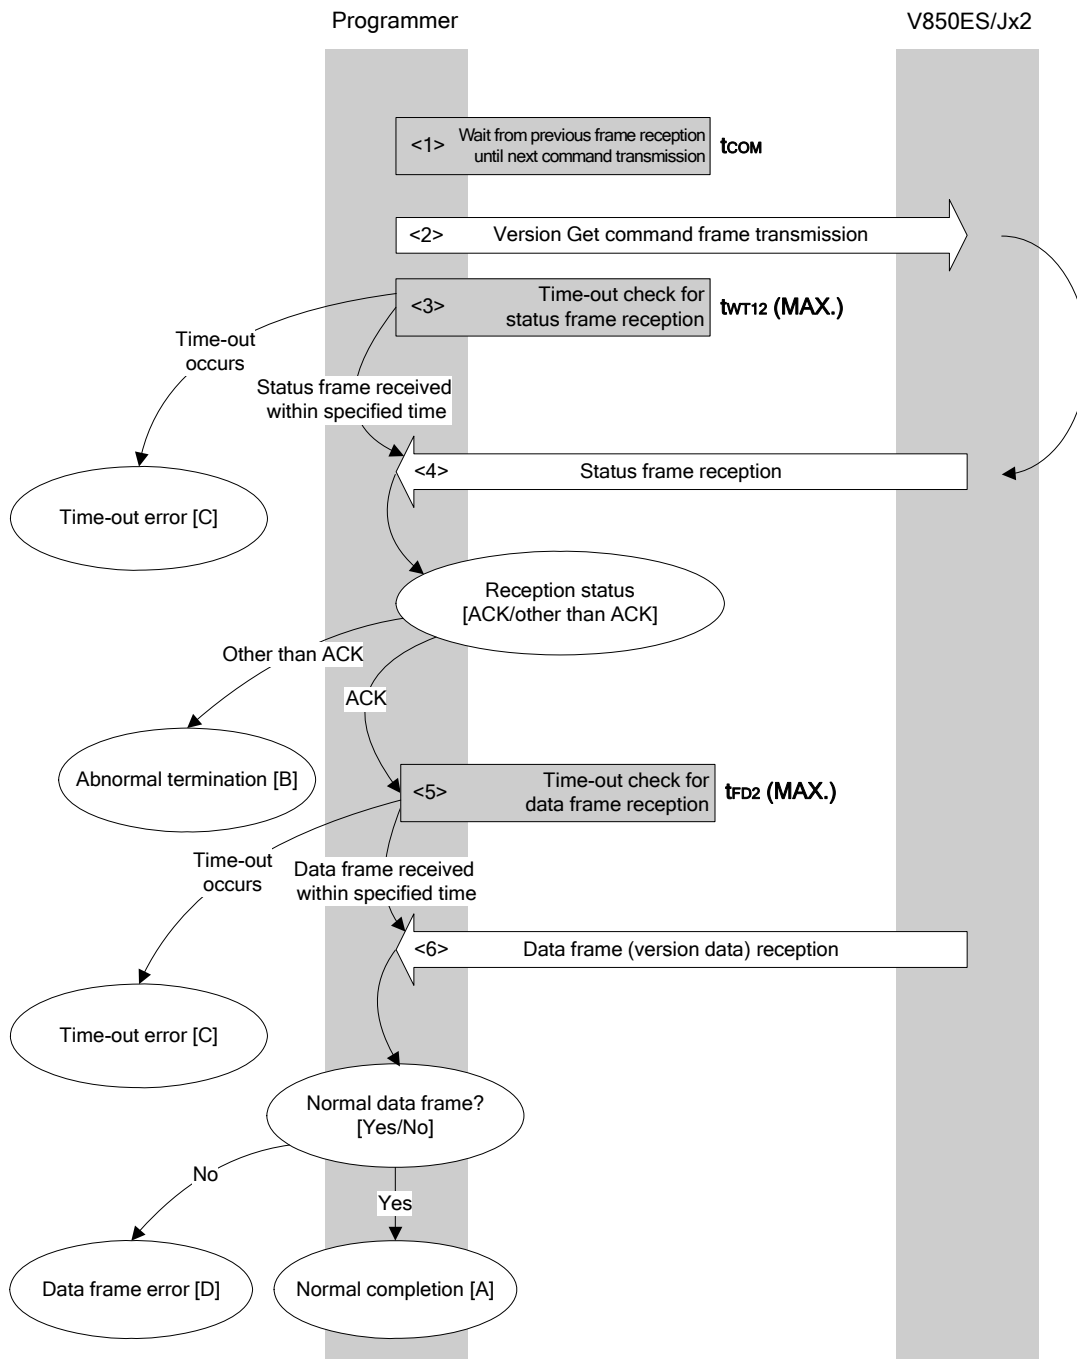 Programmer
V850ES/Jx2
<1>
Wait from previous frame reception
until next command transmission
tCOM
<2>
Version Get command frame transmission
<3>
Time-out check for
status frame reception
tWT12 (MAX.)
Time-out
occurs
Status frame received
within specified time
<4>
Status frame reception
Time-out error [C]
Reception status
[ACK/other than ACK]
Other than ACK
ACK
Abnormal termination [B]
<5>
Time-out check for
data frame reception
tFD2 (MAX.)
Time-out
occurs
Data frame received
within specified time
<6>
Data frame (version data) reception
Time-out error [C]
Normal data frame?
[Yes/No]
No
Yes
Data frame error [D]
Normal completion [A]